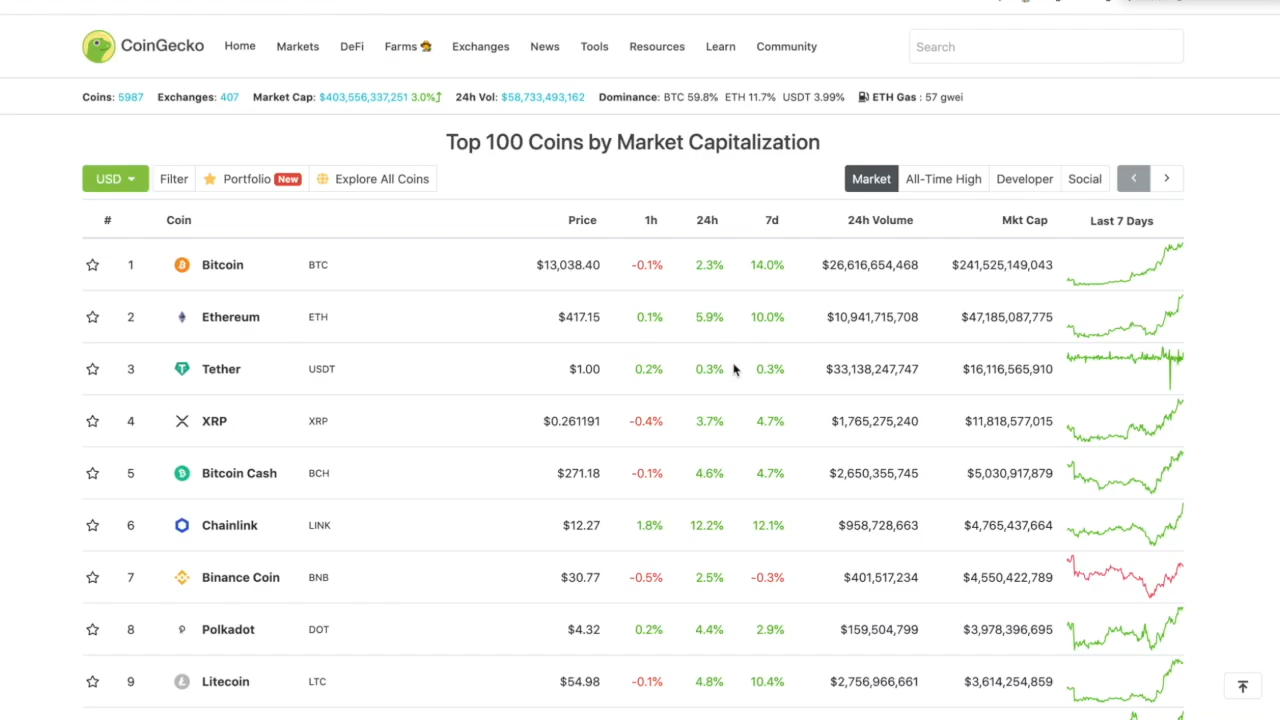 CoinGecko Home Markets DeFi Farms Exchanges News Tools Resources Learn Community Search
Coins: 5987 Exchanges: 407 Market Cap: $403,556,337,251 3.0% 24h Vol: $58,733,493,162 Dominance: BTC 59.8% ETH 11.7% USDT 3.99% ETH Gas : 57 gwei
Top 100 Coins by Market Capitalization
USD Filter Portfolio New Explore All Coins Market All-Time High Developer Social
# Coin Price 1h 24h 7d 24h Volume Mkt Cap Last 7 Days
1 Bitcoin BTC $13,038.40 -0.1% 2.3% 14.0% $26,616,654,468 $241,525,149,043
2 Ethereum ETH $417.15 0.1% 5.9% 10.0% $10,941,715,708 $47,185,087,775
3 Tether USDT $1.00 0.2% 0.3% 0.3% $33,138,247,747 $16,116,565,910
4 XRP XRP $0.261191 -0.4% 3.7% 4.7% $1,765,275,240 $11,818,577,015
5 Bitcoin Cash BCH $271.18 -0.1% 4.6% 4.7% $2,650,355,745 $5,030,917,879
6 Chainlink LINK $12.27 1.8% 12.2% 12.1% $958,728,663 $4,765,437,664
7 Binance Coin BNB $30.77 -0.5% 2.5% -0.3% $401,517,234 $4,550,422,789
8 Polkadot DOT $4.32 0.2% 4.4% 2.9% $159,504,799 $3,978,396,695
9 Litecoin LTC $54.98 -0.1% 4.8% 10.4% $2,756,966,661 $3,614,254,859